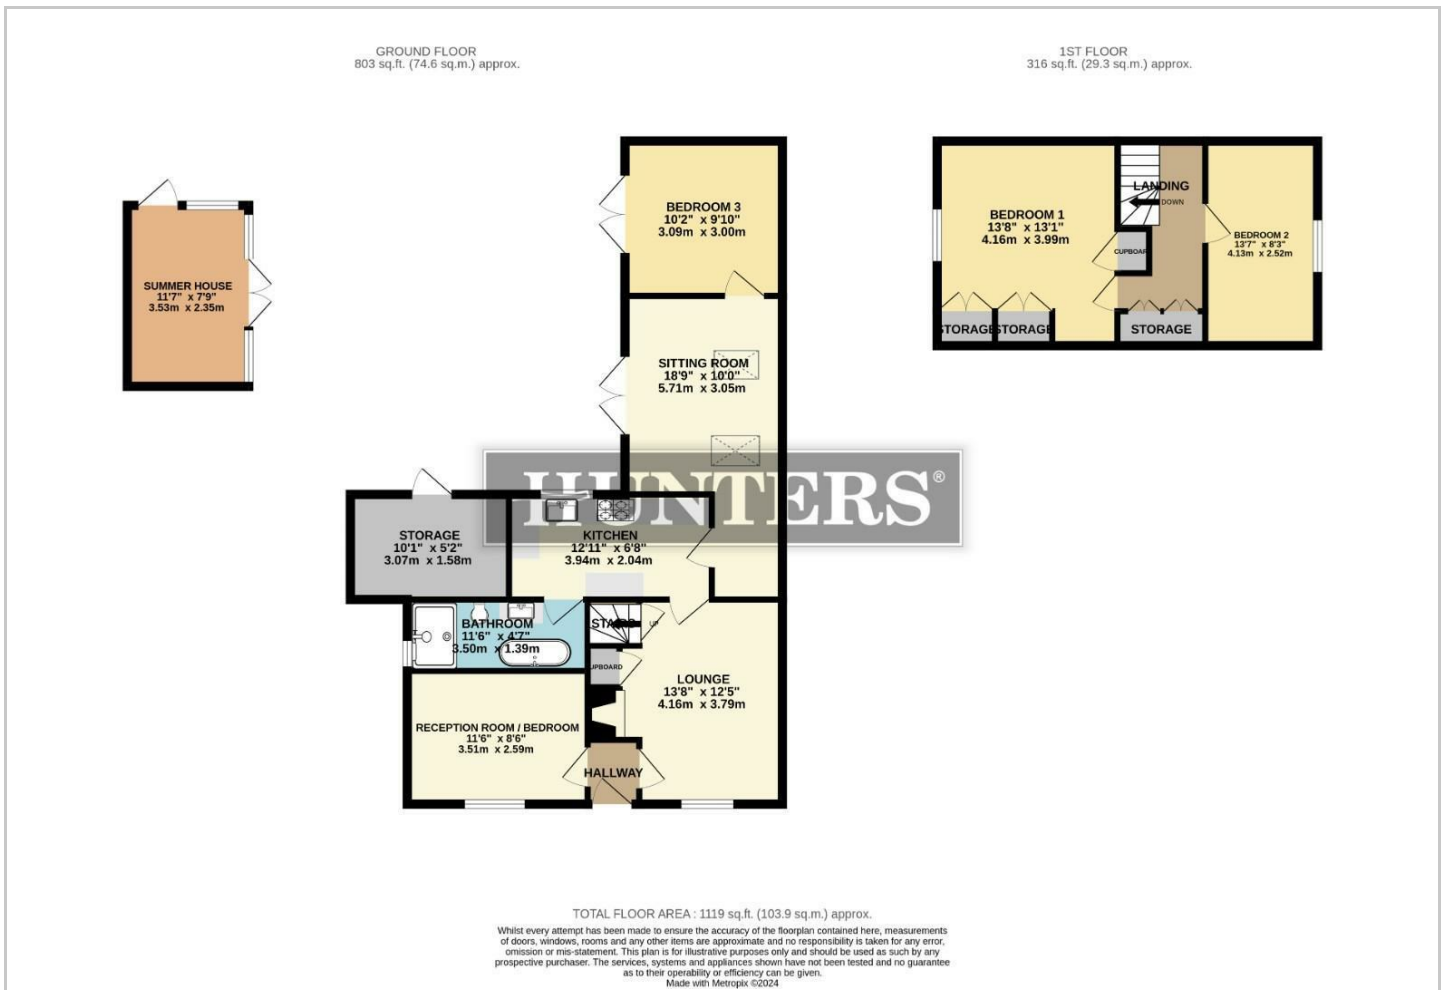 GROUND FLOOR
803 sq.ft. (74.6 sq.m.) approx.
1ST FLOOR
316 sq.ft. (29.3 sq.m.) approx.
BEDROOM 3
10'2" x 9'10"
3.09m x 3.00m
BEDROOM 1
13'8" x 13'1"
4.16m x 3.99m
LANDING
DOWN
CUPBOAR
BEDROOM 2
13'7" x 8'3"
4.13m x 2.52m
STORAGE
STORAGE
STORAGE
SUMMER HOUSE
11'7" x 7'9"
3.53m x 2.35m
SITTING ROOM
18'9" x 10'0"
5.71m x 3.05m
HUNTERS®
STORAGE
10'1" x 5'2"
3.07m x 1.58m
KITCHEN
12'11" x 6'8"
3.94m x 2.04m
BATHROOM
11'6" x 4'7"
3.50m x 1.39m
STAIRS
UP
UPBOARD
LOUNGE
13'8" x 12'5"
4.16m x 3.79m
RECEPTION ROOM / BEDROOM
11'6" x 8'6"
3.51m x 2.59m
HALLWAY
TOTAL FLOOR AREA : 1119 sq.ft. (103.9 sq.m.) approx.
Whilst every attempt has been made to ensure the accuracy of the floorplan contained here, measurements
of doors, windows, rooms and any other items are approximate and no responsibility is taken for any error,
omission or mis-statement. This plan is for illustrative purposes only and should be used as such by any
prospective purchaser. The services, systems and appliances shown have not been tested and no guarantee
as to their operability or efficiency can be given.
Made with Metropix ©2024